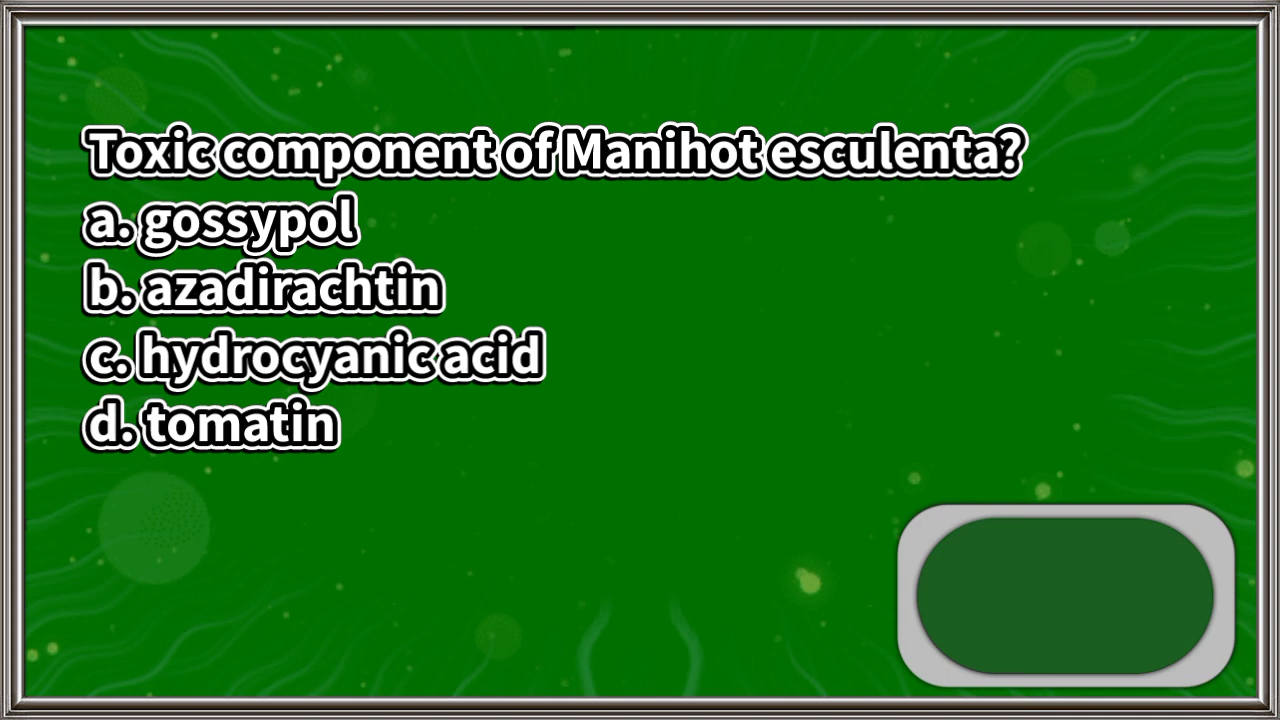 Toxic component of Manihot esculenta?
a. gossypol
b. azadirachtin
c. hydrocyanic acid
d. tomatin